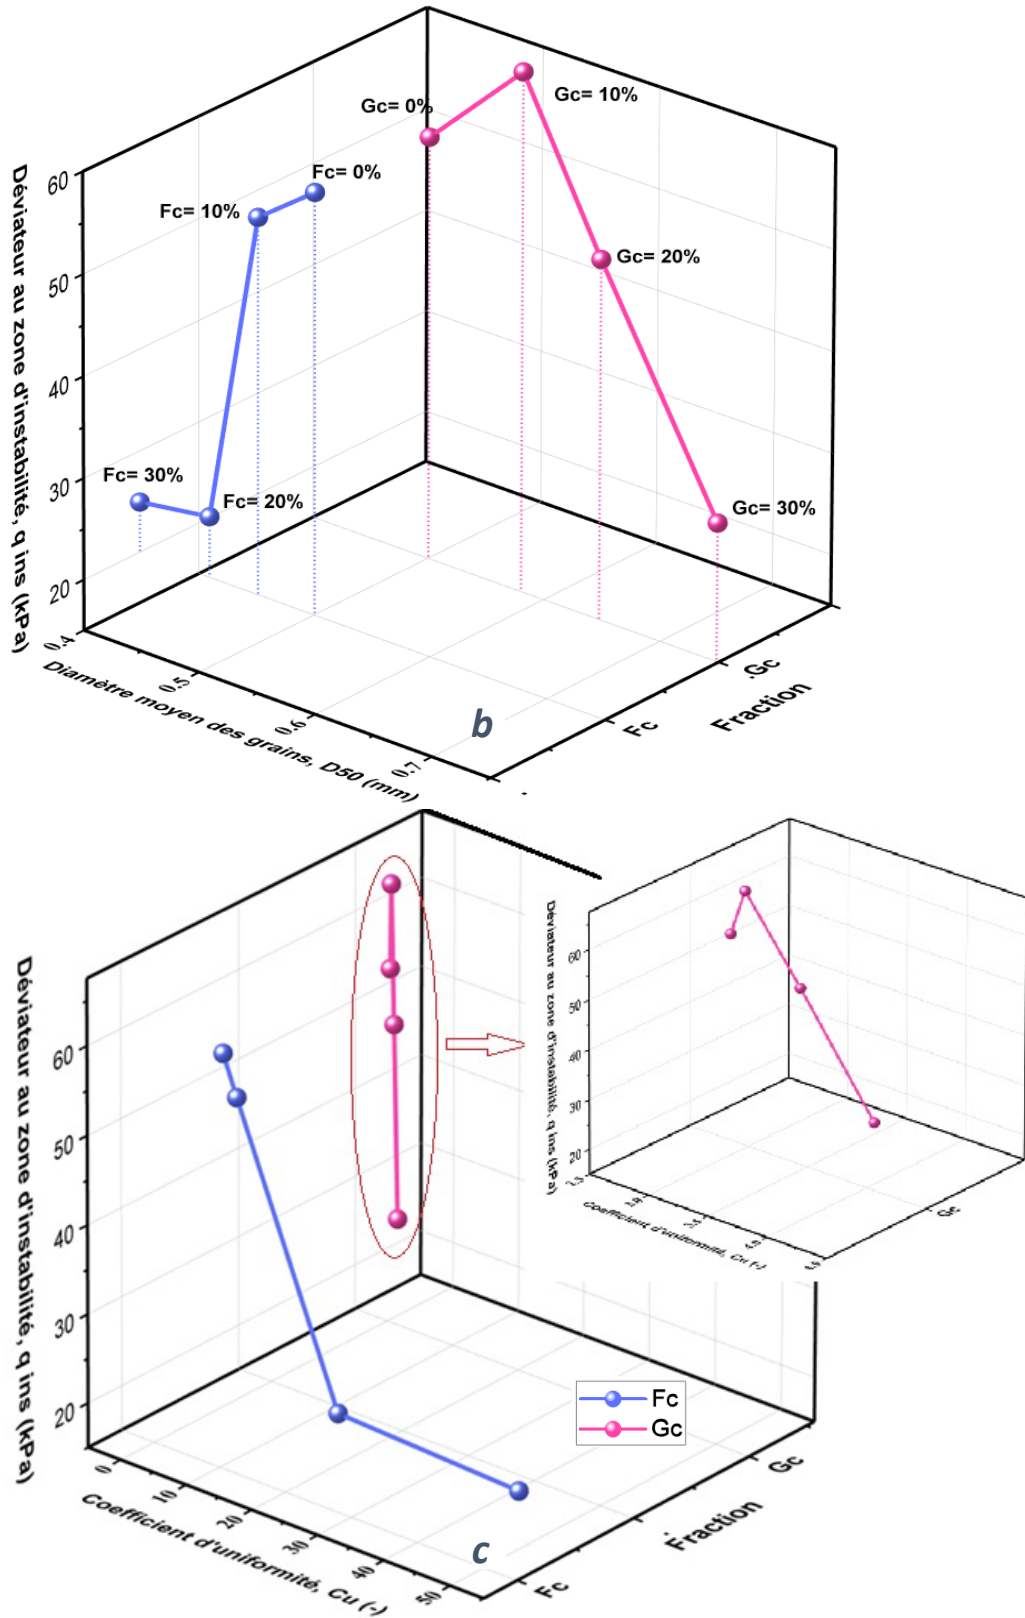 Déviateur au zone d'instabilité, q ins (kPa)
60
50
40
30
20
Gc= 0%
Gc= 10%
Fc= 0%
Fc= 10%
Gc= 20%
Fc= 30%
Fc= 20%
Gc= 30%
0.4
0.5
0.6
0.7
Diamètre moyen des grains, D50 (mm)
Fc
.Gc
Fraction
b
Déviateur au zone d'instabilité, q ins (kPa)
60
50
40
30
20
0
10
20
30
40
50
Coefficient d'uniformité, Cu (-)
Fc
Gc
Fraction
Fc
Gc
c
Déviateur au zone d'instabilité, q ins (kPa)
60
50
40
30
20
Coefficient d'uniformité, Cu (-)
Gc